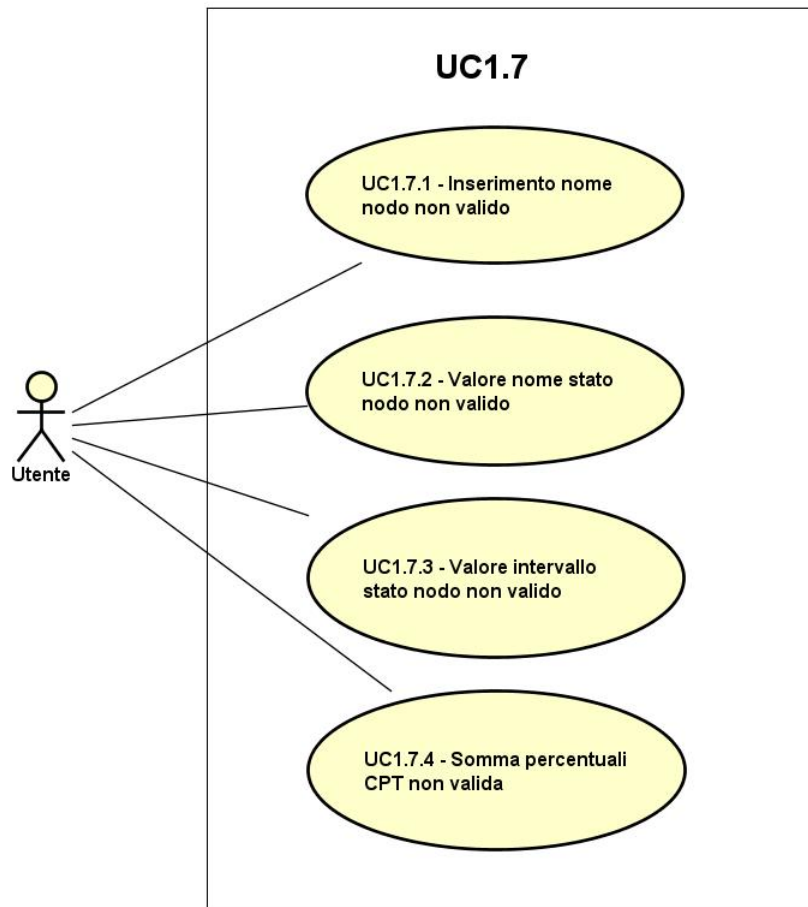 UC1.7
UC1.7.1 - Inserimento nome
nodo non valido
UC1.7.2 - Valore nome stato
nodo non valido
Utente
UC1.7.3 - Valore intervallo
stato nodo non valido
UC1.7.4 - Somma percentuali
CPT non valida